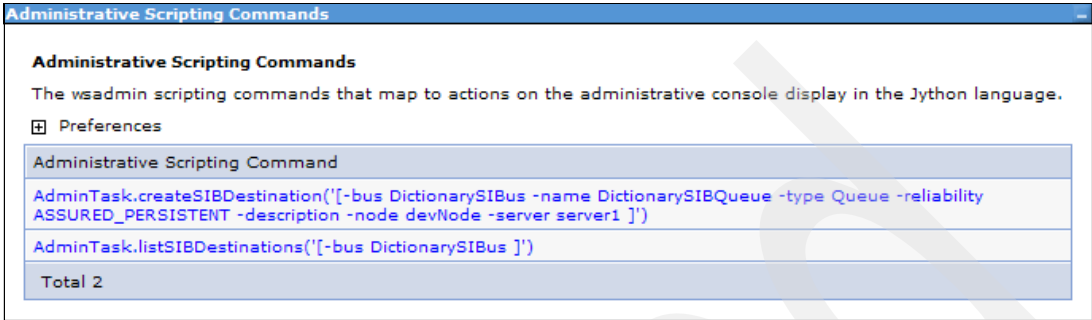 Administrative Scripting Commands
Administrative Scripting Commands
The wsadmin scripting commands that map to actions on the administrative console display in the Jython language.
Preferences
Administrative Scripting Command
AdminTask.createSIBDestination('[-bus DictionarySIBus -name DictionarySIBQueue -type Queue -reliability
ASSURED_PERSISTENT -description -node devNode -server server1 ]')
AdminTask.listSIBDestinations('[-bus DictionarySIBus ]')
Total 2